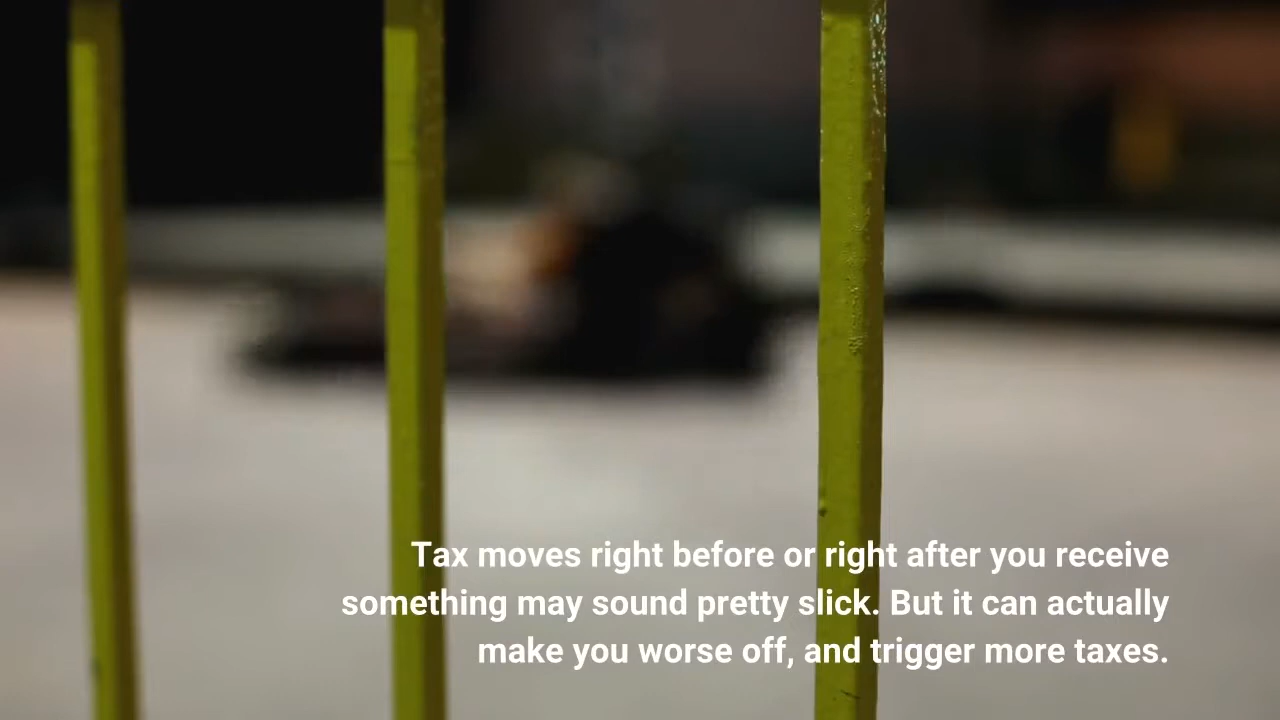 Tax moves right before or right after you receive
something may sound pretty slick. But it can actually
make you worse off, and trigger more taxes.